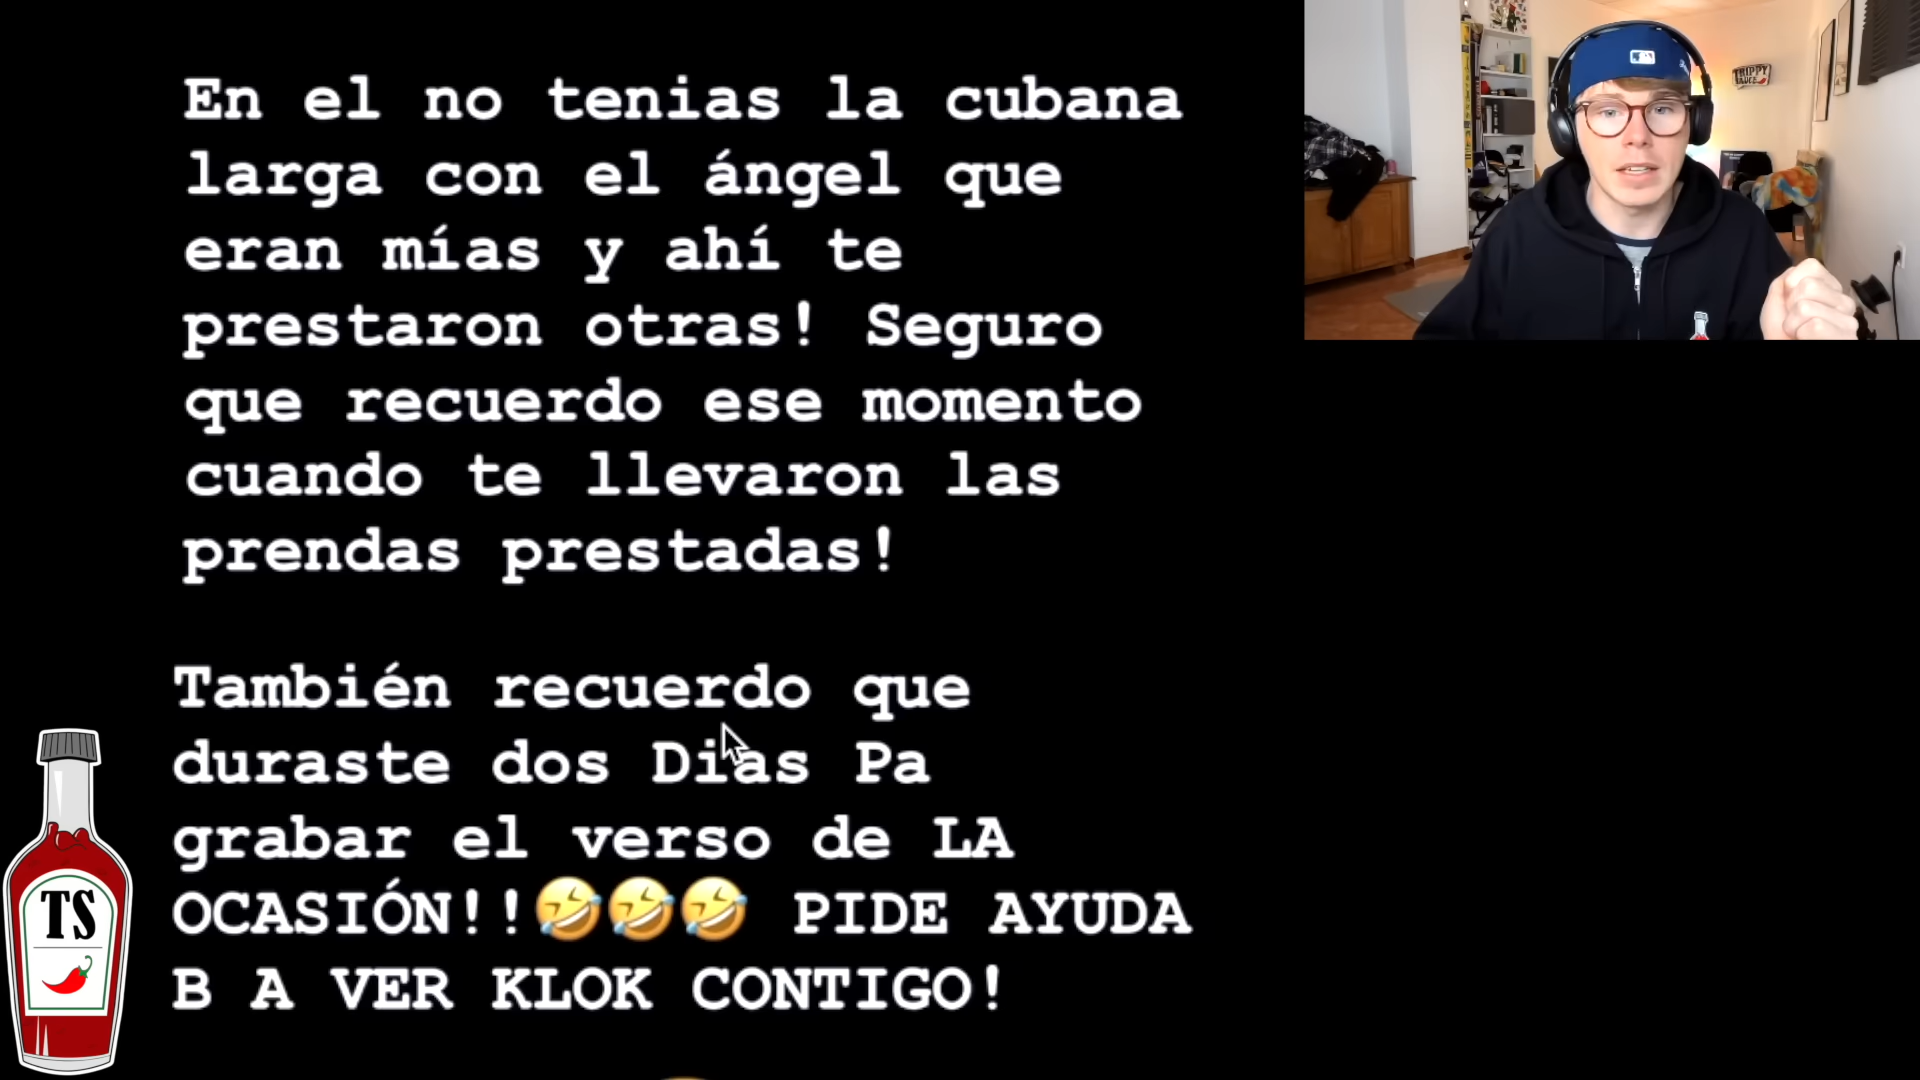 En el no tenias la cubana
larga con el ángel que
eran mías y ahí te
prestaron otras! Seguro
que recuerdo ese momento
cuando te llevaron las
prendas prestadas!
También recuerdo que
duraste dos Dias Pa
grabar el verso de LA
OCASIÓN!!🤣🤣🤣 PIDE AYUDA
B A VER KLOK CONTIGO!
TS
TRIPPY
SAUCE